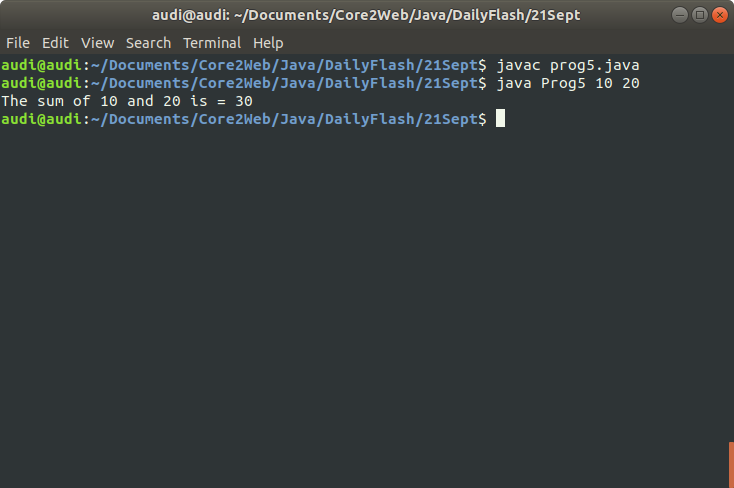 audi@audi: ~/Documents/Core2Web/Java/DailyFlash/21Sept
File Edit View Search Terminal Help
audi@audi:~/Documents/Core2Web/Java/DailyFlash/21Sept$ javac prog5.java
audi@audi:~/Documents/Core2Web/Java/DailyFlash/21Sept$ java Prog5 10 20
The sum of 10 and 20 is = 30
audi@audi:~/Documents/Core2Web/Java/DailyFlash/21Sept$